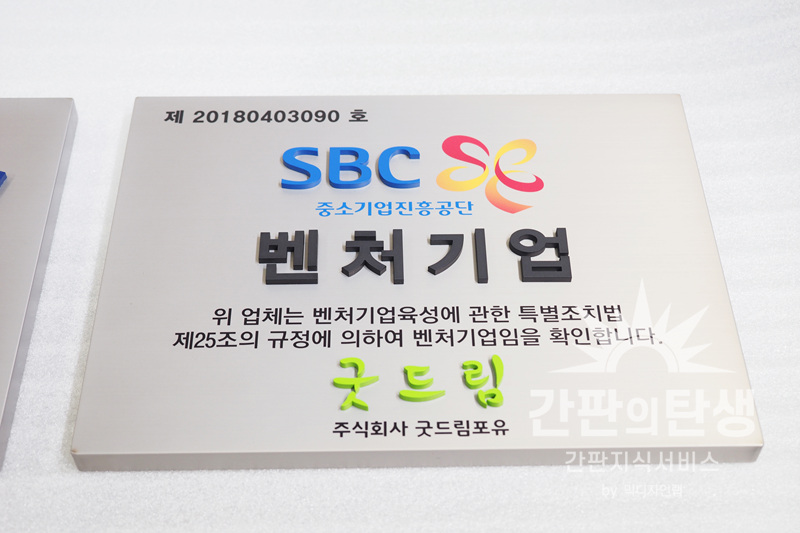 제 20180403090 호
SBC
중소기업진흥공단
벤처기업
위 업체는 벤처기업육성에 관한 특별조치법
제25조의 규정에 의하여 벤처기업임을 확인합니다.
굿드림
주식회사 굿드림포유
간판의탄생
간판지식서비스
by